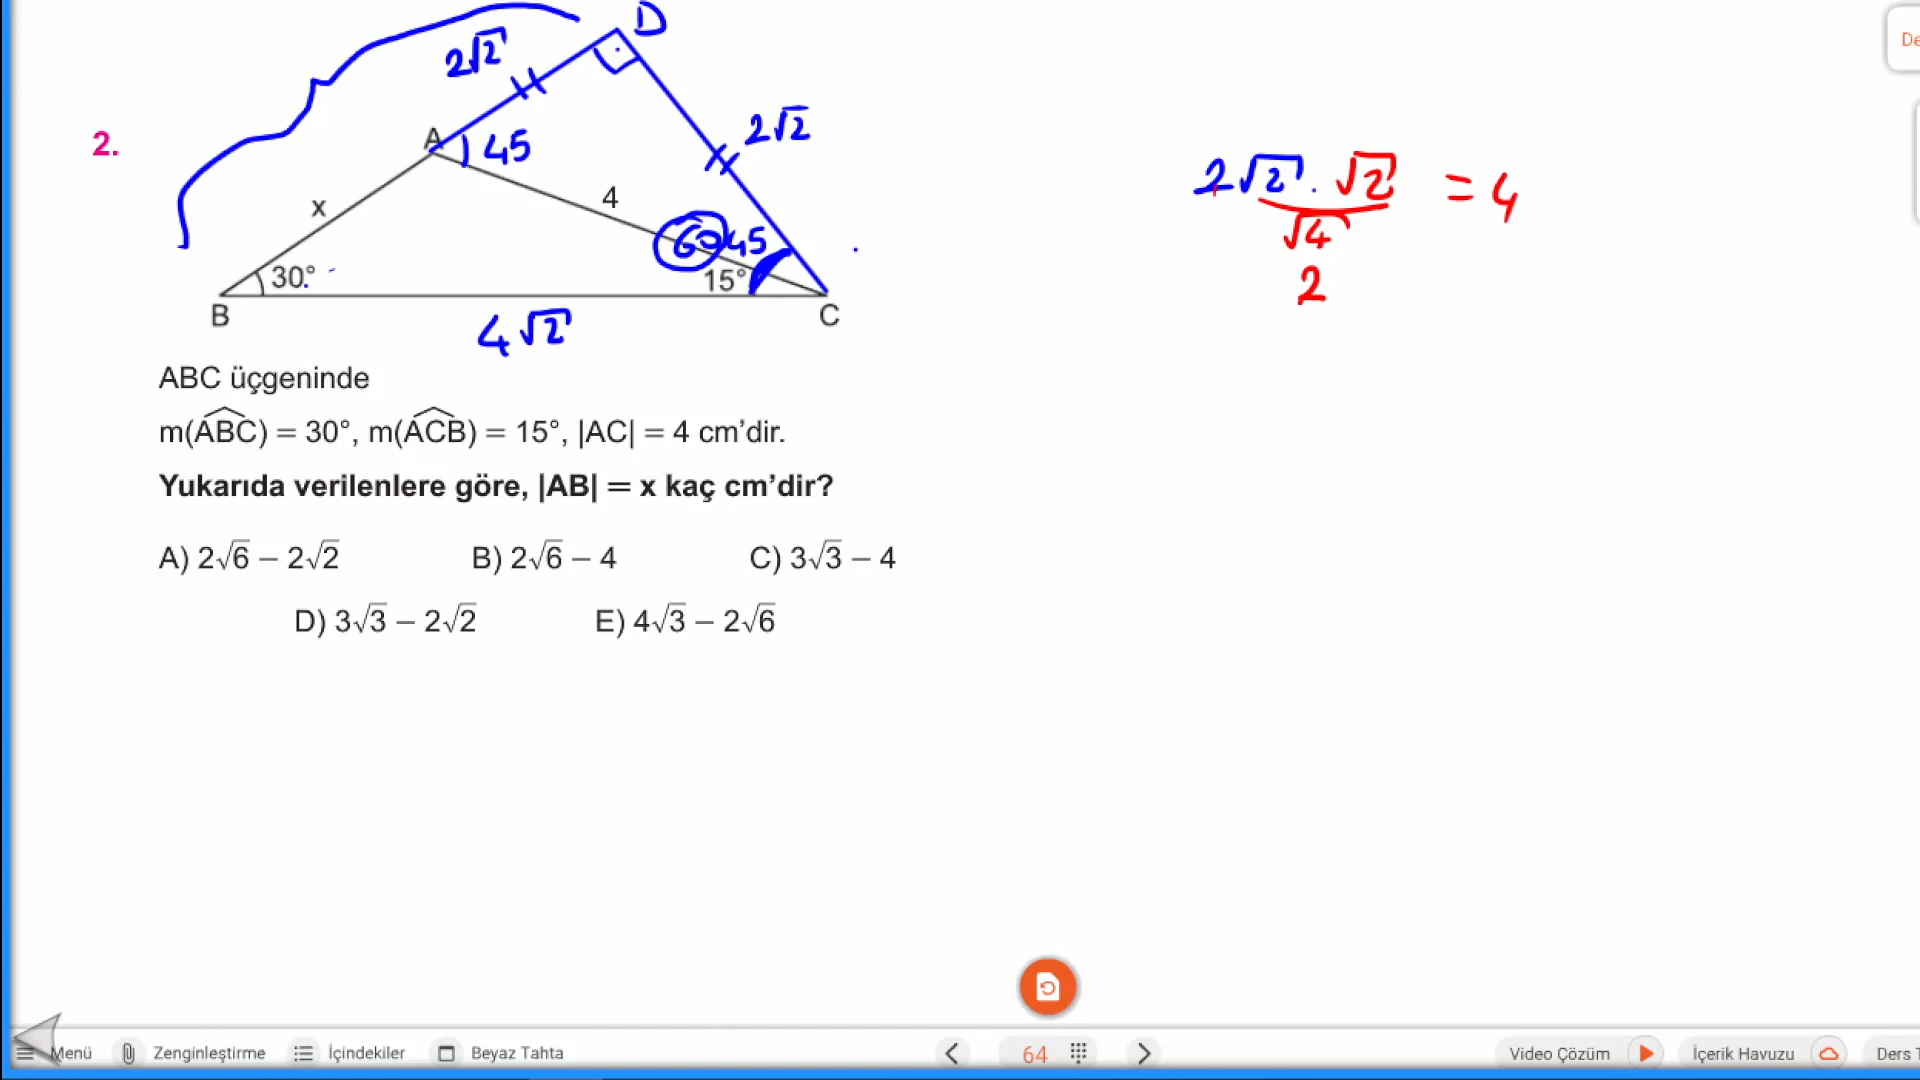 D
2√2
De
2.
A
45
2√2
2√2 . √2 = 4
√4
2
x
4
60
45
30°
15°
B
C
4√2
ABC üçgeninde
m(ABC) = 30°, m(ACB) = 15°, |AC| = 4 cm’dir.
Yukarıda verilenlere göre, |AB| = x kaç cm’dir?
A) 2√6 – 2√2 B) 2√6 – 4 C) 3√3 – 4
D) 3√3 – 2√2 E) 4√3 – 2√6
Menü Zenginleştirme İçindekiler Beyaz Tahta 64 Video Çözüm İçerik Havuzu Ders